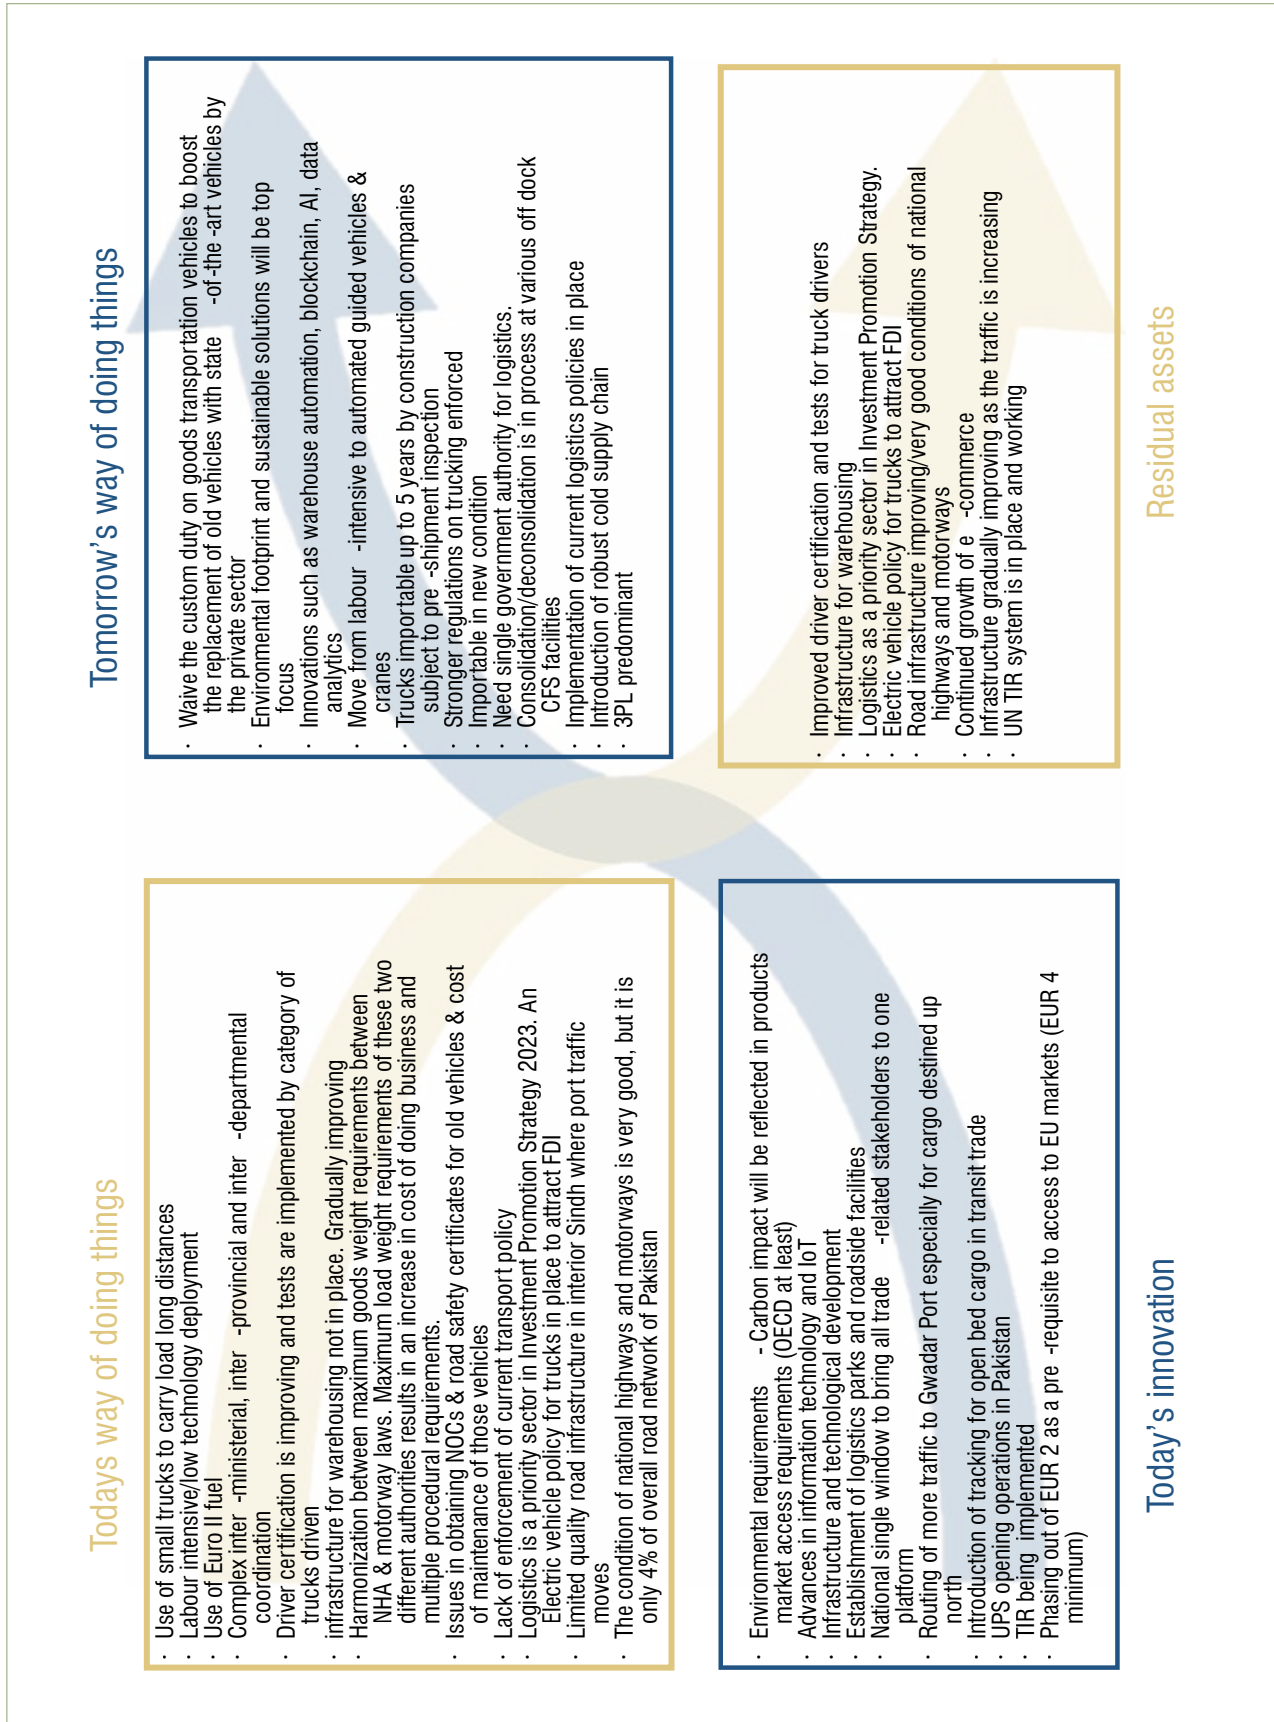 Todays way of doing things
· Use of small trucks to carry load long distances
· Labour intensive/low technology deployment
· Use of Euro II fuel
· Complex inter -ministerial, inter -provincial and inter -departmental
coordination
· Driver certification is improving and tests are implemented by category of
trucks driven
· infrastructure for warehousing not in place. Gradually improving
· Harmonization between maximum goods weight requirements between
NHA & motorway laws. Maximum load weight requirements of these two
different authorities results in an increase in cost of doing business and
multiple procedural requirements.
· Issues in obtaining NOCs & road safety certificates for old vehicles & cost
of maintenance of those vehicles
· Lack of enforcement of current transport policy
· Logistics is a priority sector in Investment Promotion Strategy 2023. An
Electric vehicle policy for trucks in place to attract FDI
· Limited quality road infrastructure in interior Sindh where port traffic
moves
· The condition of national highways and motorways is very good, but it is
only 4% of overall road network of Pakistan
Tomorrow's way of doing things
· Waive the custom duty on goods transportation vehicles to boost
the replacement of old vehicles with state -of-the -art vehicles by
the private sector
· Environmental footprint and sustainable solutions will be top
focus
· Innovations such as warehouse automation, blockchain, AI, data
analytics
· Move from labour -intensive to automated guided vehicles &
cranes
· Trucks importable up to 5 years by construction companies
subject to pre -shipment inspection
· Stronger regulations on trucking enforced
· Importable in new condition
· Need single government authority for logistics.
· Consolidation/deconsolidation is in process at various off dock
CFS facilities
· Implementation of current logistics policies in place
· Introduction of robust cold supply chain
· 3PL predominant
· Environmental requirements - Carbon impact will be reflected in products
market access requirements (OECD at least)
· Advances in information technology and IoT
· Infrastructure and technological development
· Establishment of logistics parks and roadside facilities
· National single window to bring all trade -related stakeholders to one
platform
· Routing of more traffic to Gwadar Port especially for cargo destined up
north
· Introduction of tracking for open bed cargo in transit trade
· UPS opening operations in Pakistan
· TIR being implemented
· Phasing out of EUR 2 as a pre -requisite to access to EU markets (EUR 4
minimum)
Today's innovation
· Improved driver certification and tests for truck drivers
· Infrastructure for warehousing
· Logistics as a priority sector in Investment Promotion Strategy.
· Electric vehicle policy for trucks to attract FDI
· Road infrastructure improving/very good conditions of national
highways and motorways
· Continued growth of e -commerce
· Infrastructure gradually improving as the traffic is increasing
· UN TIR system is in place and working
Residual assets